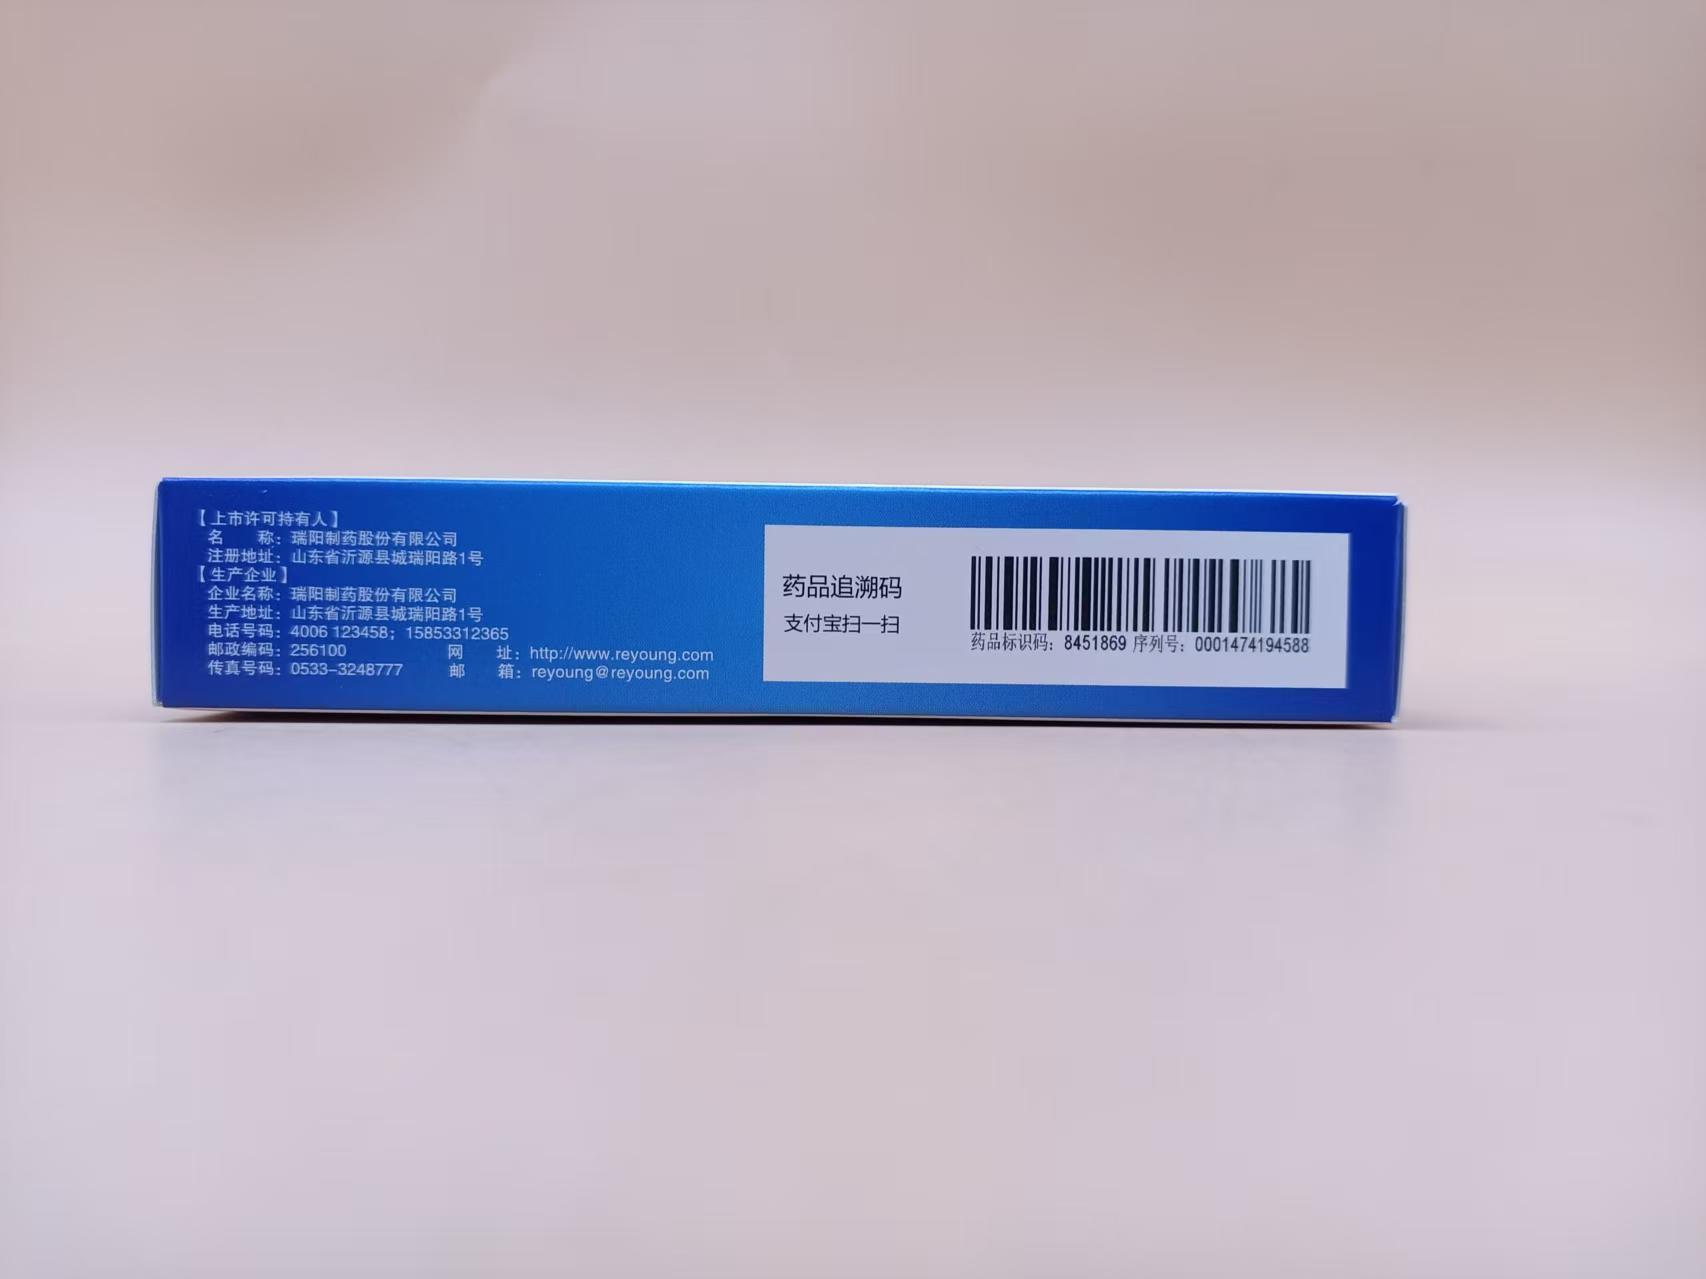 【上市许可持有人】
名 称：瑞阳制药股份有限公司
注册地址：山东省沂源县城瑞阳路1号
【生产企业】
企业名称：瑞阳制药股份有限公司
生产地址：山东省沂源县城瑞阳路1号
电话号码：4006 123458；15853312365
邮政编码：256100 网 址：http://www.reyoung.com
传真号码：0533-3248777 邮 箱：reyoung@reyoung.com
药品追溯码
支付宝扫一扫
药品标识码：8451869 序列号：0001474194588